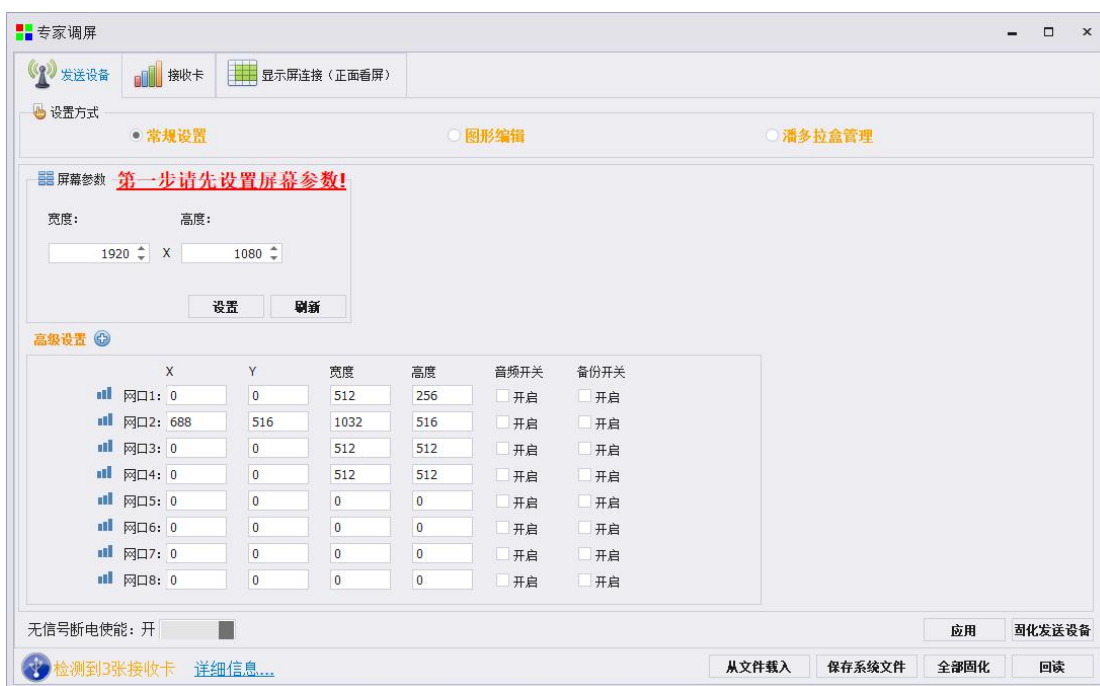 专家调屏
发送设备 接收卡 显示屏连接（正面看屏）
设置方式
常规设置 图形编辑 潘多拉盒管理
屏幕参数 第一步请先设置屏幕参数!
宽度: 高度:
1920 X 1080
设置 刷新
高级设置
X Y 宽度 高度 音频开关 备份开关
网口1: 0 0 512 256 开启 开启
网口2: 688 516 1032 516 开启 开启
网口3: 0 0 512 512 开启 开启
网口4: 0 0 512 512 开启 开启
网口5: 0 0 0 0 开启 开启
网口6: 0 0 0 0 开启 开启
网口7: 0 0 0 0 开启 开启
网口8: 0 0 0 0 开启 开启
无信号断电使能: 开 应用 固化发送设备
检测到3张接收卡 详细信息... 从文件载入 保存系统文件 全部固化 回读